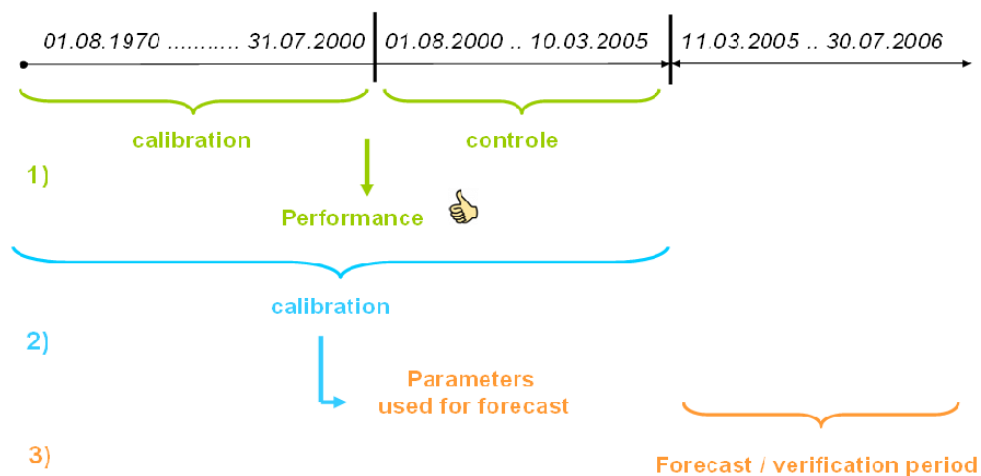 01.08.1970 ........... 31.07.2000 01.08.2000 .. 10.03.2005 11.03.2005 .. 30.07.2006
calibration controle
1)
Performance
calibration
2)
Parameters
used for forecast
3)
Forecast / verification period